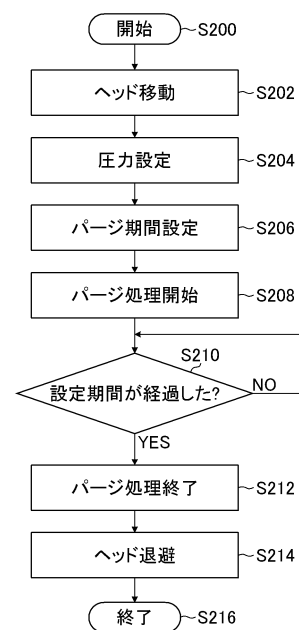 開始 S200
ヘッド移動 S202
圧力設定 S204
パージ期間設定 S206
パージ処理開始 S208
S210
設定期間が経過した? NO
YES
パージ処理終了 S212
ヘッド退避 S214
終了 S216